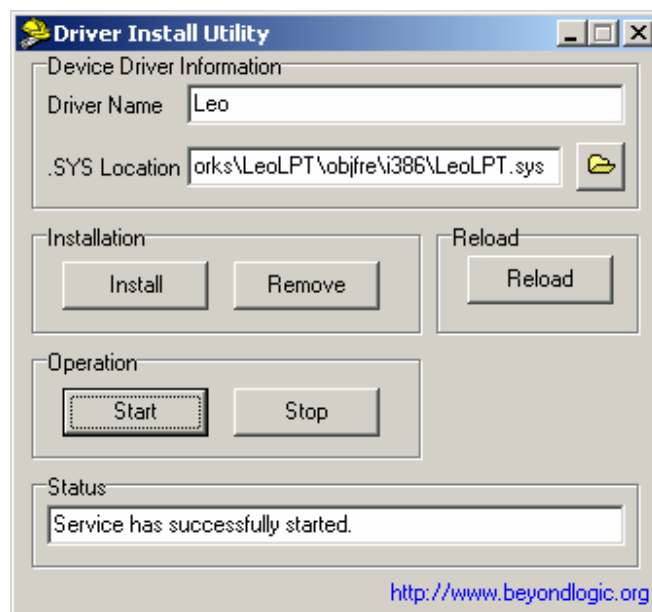 Driver Install Utility
Device Driver Information
Driver Name Leo
.SYS Location orks\LeoLPT\objfre\i386\LeoLPT.sys
Installation
Install Remove
Reload
Reload
Operation
Start Stop
Status
Service has successfully started.
http://www.beyondlogic.org